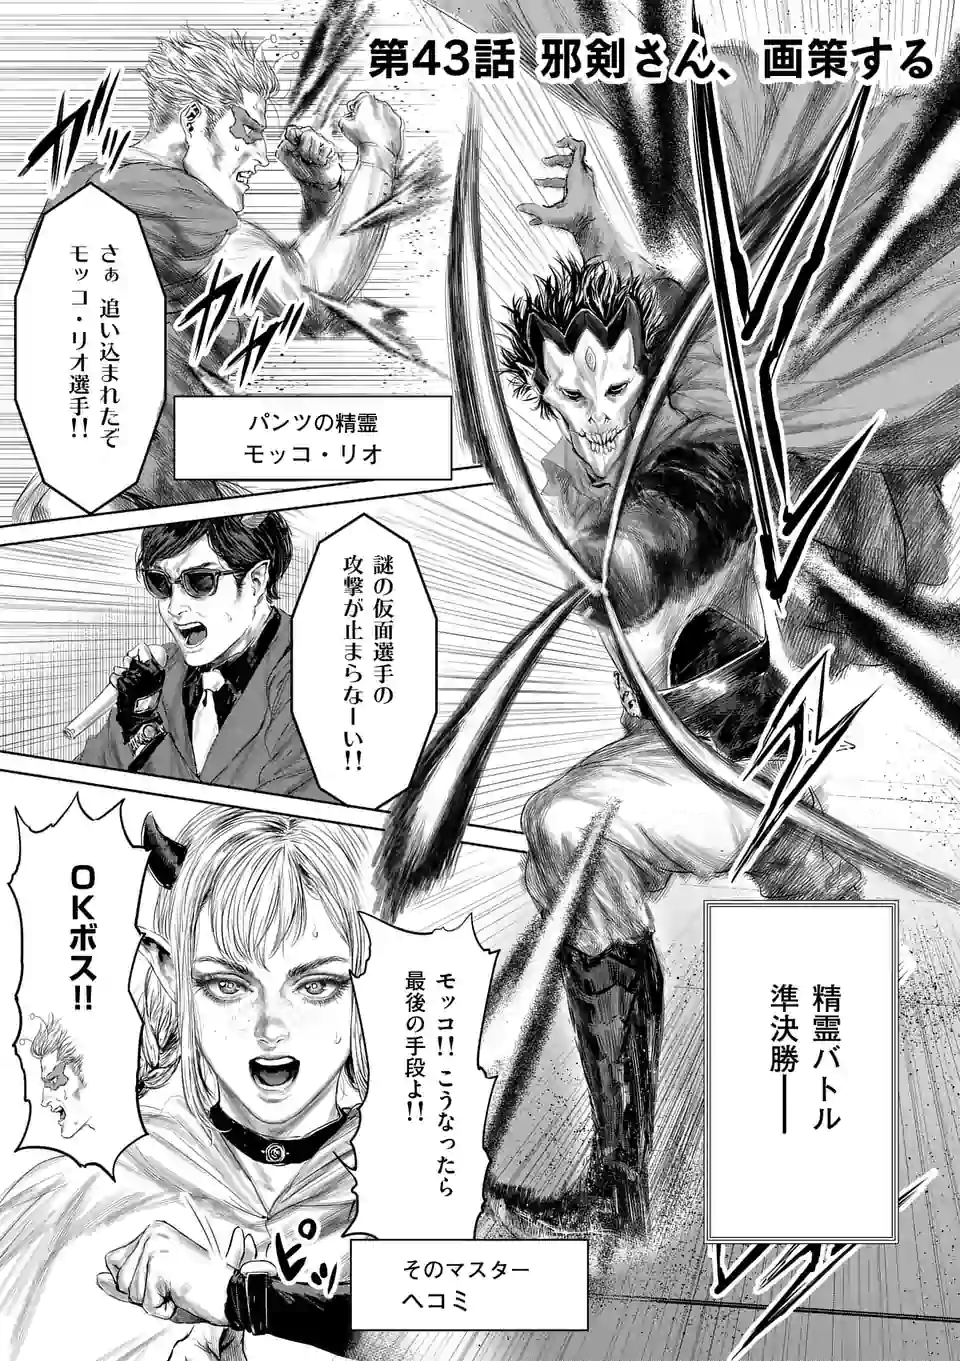 第43話 邪剣さん、画策する
精霊バトル
準決勝――
さぁ 追い込まれたぞ
モッコ・リオ選手!!
パンツの精霊
モッコ・リオ
謎の仮面選手の
攻撃が止まらなーい!!
モッコ!! こうなったら
最後の手段よ!!
OKボス!!
そのマスター
ヘコミ
ピッ